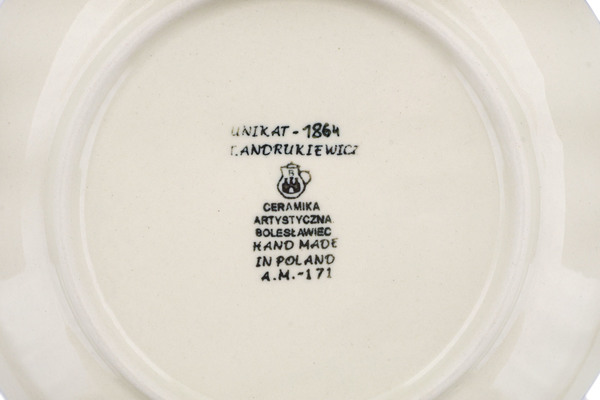 UNIKAT-1864
T.ANDRUKIEWICZ
CERAMIKA
ARTYSTYCZNA
BOLESŁAWIEC
HAND MADE
IN POLAND
A.M.-171